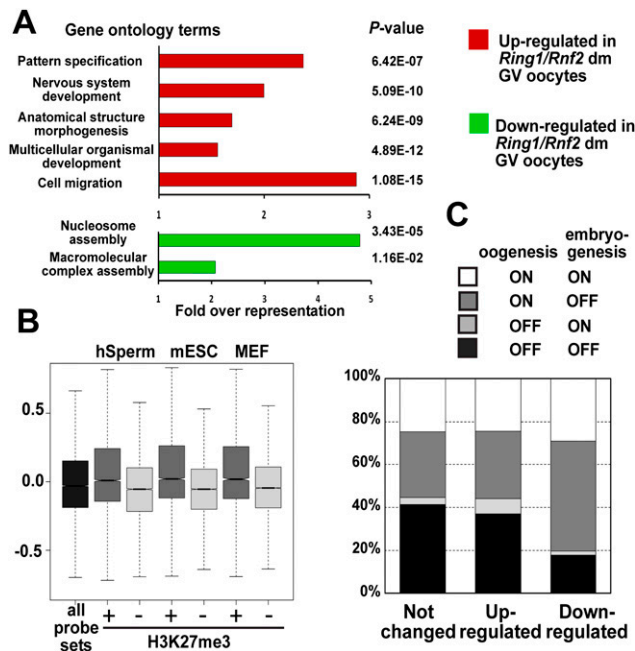 A
Gene ontology terms
P-value
Pattern specification
6.42E-07
Nervous system
development
5.09E-10
Anatomical structure
morphogenesis
6.24E-09
Multicellular organismal
development
4.89E-12
Cell migration
1.08E-15
1 2 3
Nucleosome
assembly
3.43E-05
Macromolecular
complex assembly
1.16E-02
1 2 3 4 5
Fold over representation
Up-regulated in
Ring1/Rnf2 dm
GV oocytes
Down-regulated in
Ring1/Rnf2 dm
GV oocytes
B
hSperm mESC MEF
0.5
0.0
-0.5
all
probe
sets
+ - + - + -
H3K27me3
C
oogenesis embryo-
genesis
ON ON
ON OFF
OFF ON
OFF OFF
100%
80%
60%
40%
20%
0%
Not
changed
Up-
regulated
Down-
regulated